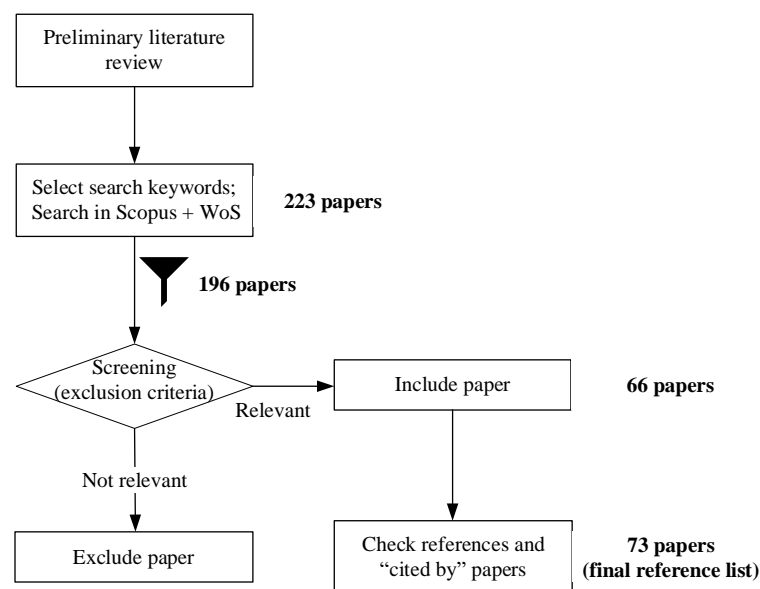 Preliminary literature
review
Select search keywords;
Search in Scopus + WoS
223 papers
196 papers
Screening
(exclusion criteria)
Relevant
Include paper
66 papers
Not relevant
Exclude paper
Check references and
“cited by” papers
73 papers
(final reference list)